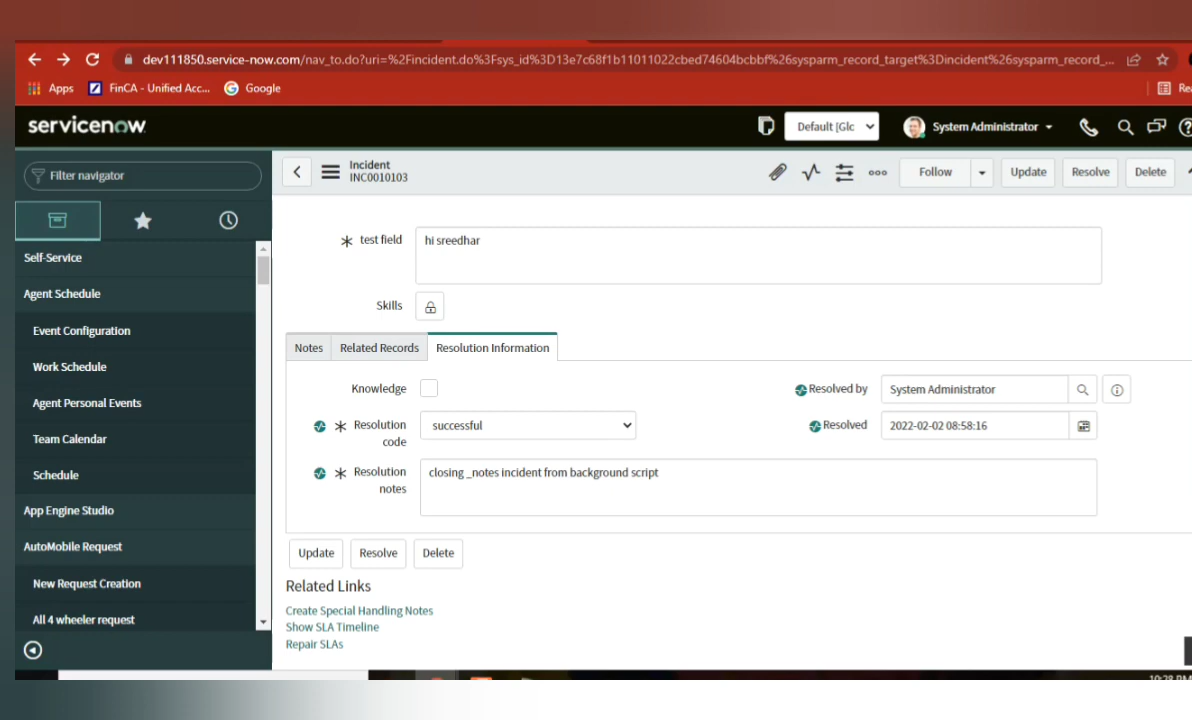 dev111850.service-now.com/nav_to.do?uri=%2Fincident.do%3Fsys_id%3D13e7c68f1b11011022cbed74604bcbbf%26sysparm_record_target%3Dincident%26sysparm_record_...
Apps FinCA - Unified Acc... Google
servicenow Default [Glc System Administrator
Filter navigator
Incident
INC0010103
Follow Update Resolve Delete
Self-Service
Agent Schedule
Event Configuration
Work Schedule
Agent Personal Events
Team Calendar
Schedule
App Engine Studio
AutoMobile Request
New Request Creation
All 4 wheeler request
* test field hi sreedhar
Skills
Notes Related Records Resolution Information
Knowledge
Resolved by System Administrator
* Resolution code successful
Resolved 2022-02-02 08:58:16
* Resolution notes closing _notes incident from background script
Update Resolve Delete
Related Links
Create Special Handling Notes
Show SLA Timeline
Repair SLAs